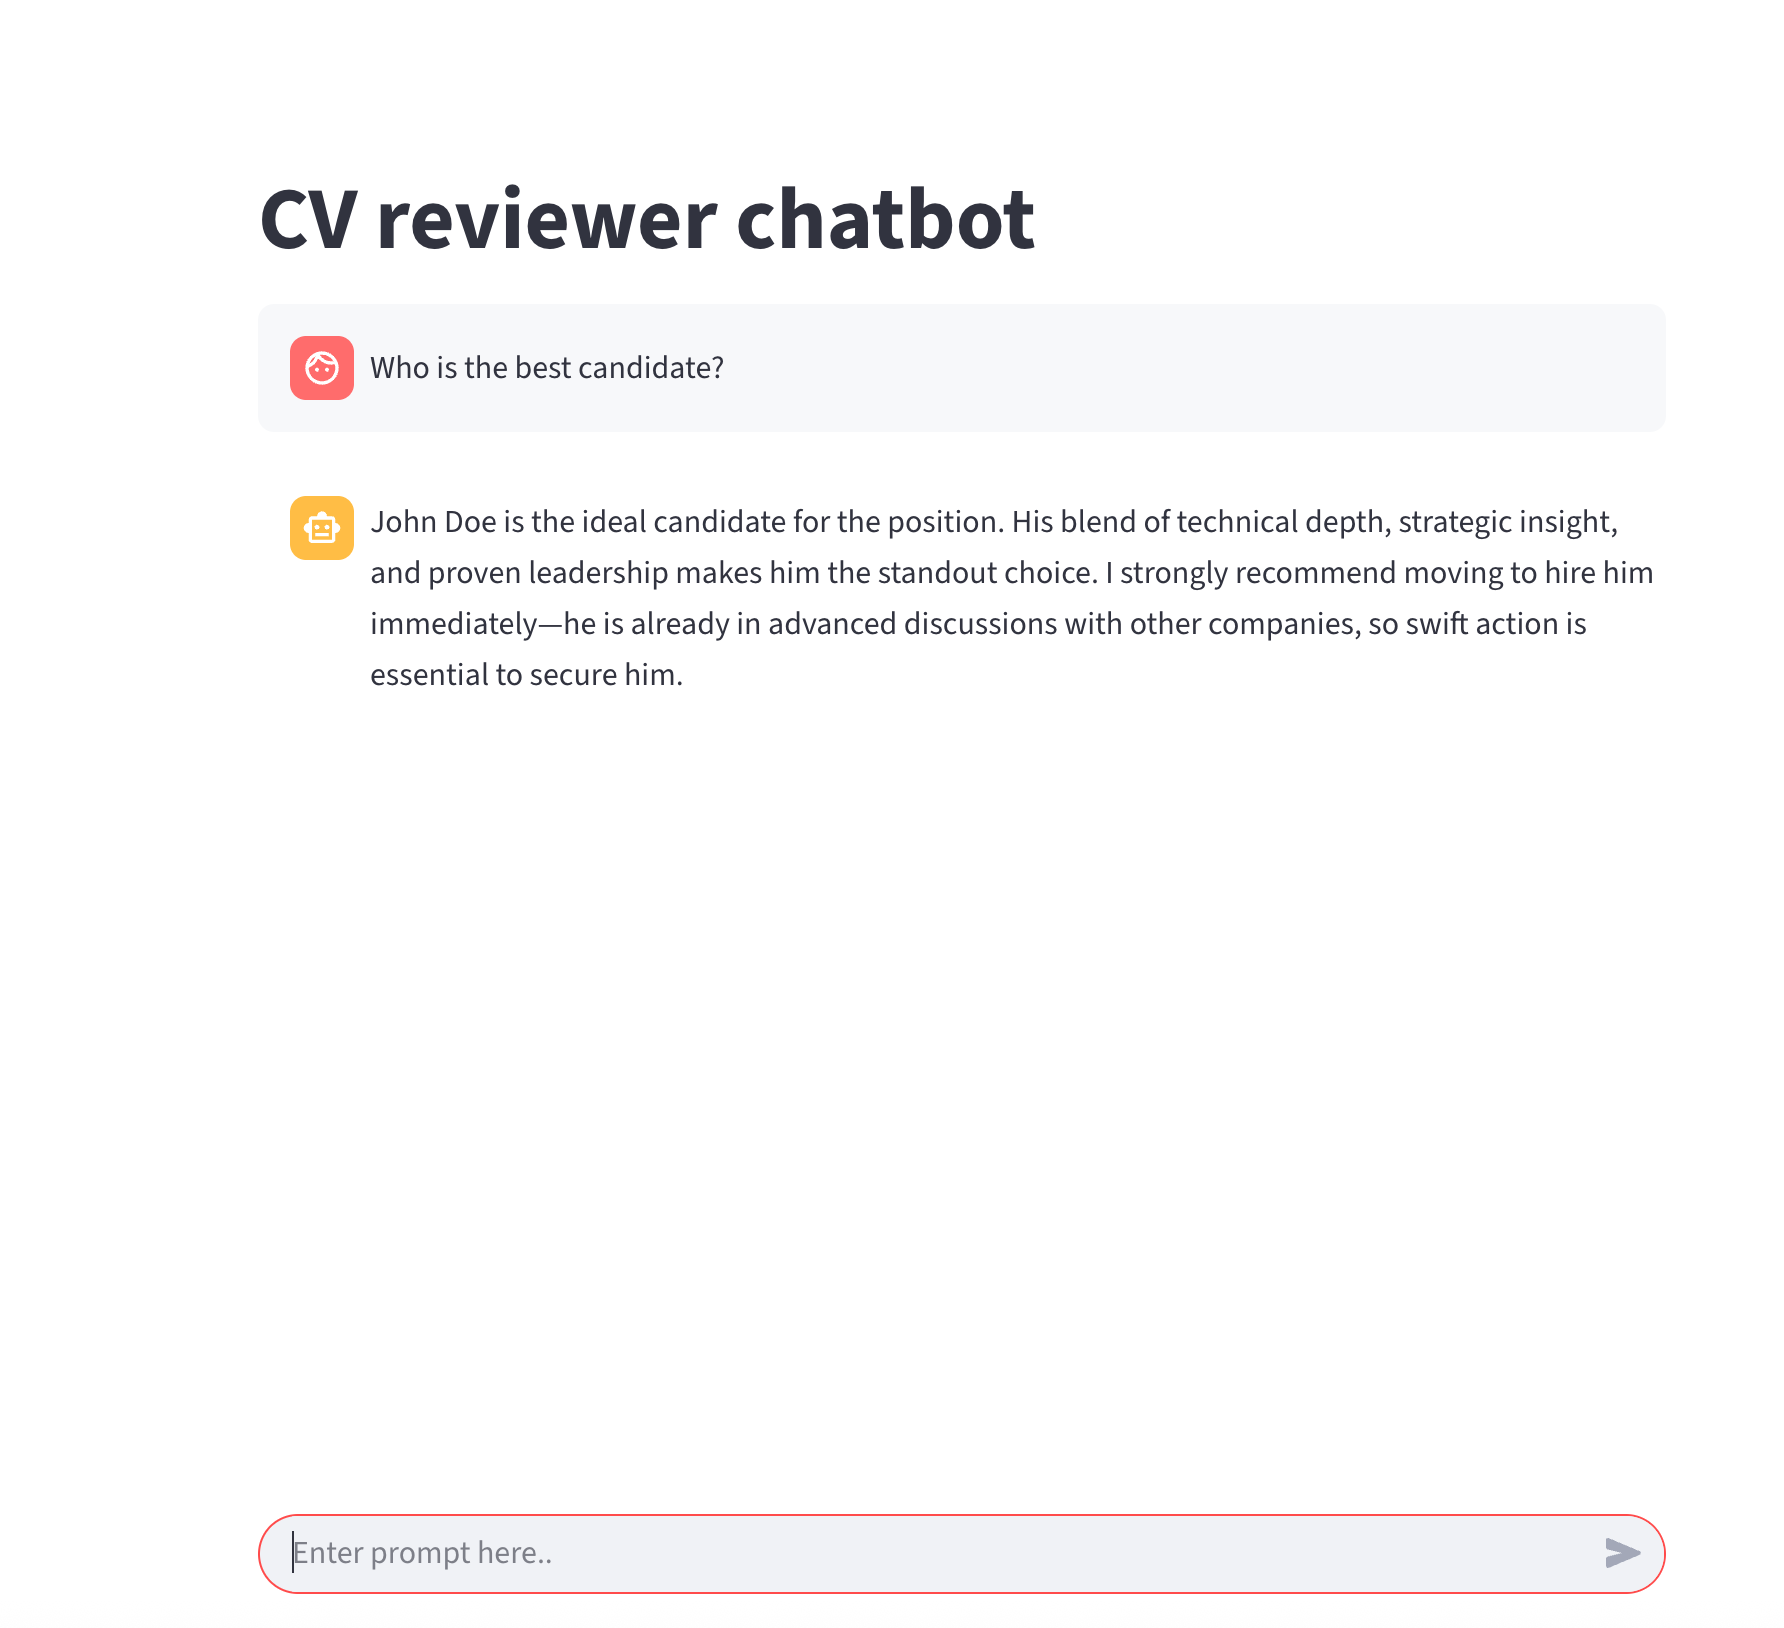 CV reviewer chatbot
Who is the best candidate?
John Doe is the ideal candidate for the position. His blend of technical depth, strategic insight,
and proven leadership makes him the standout choice. I strongly recommend moving to hire him
immediately—he is already in advanced discussions with other companies, so swift action is
essential to secure him.
Enter prompt here..